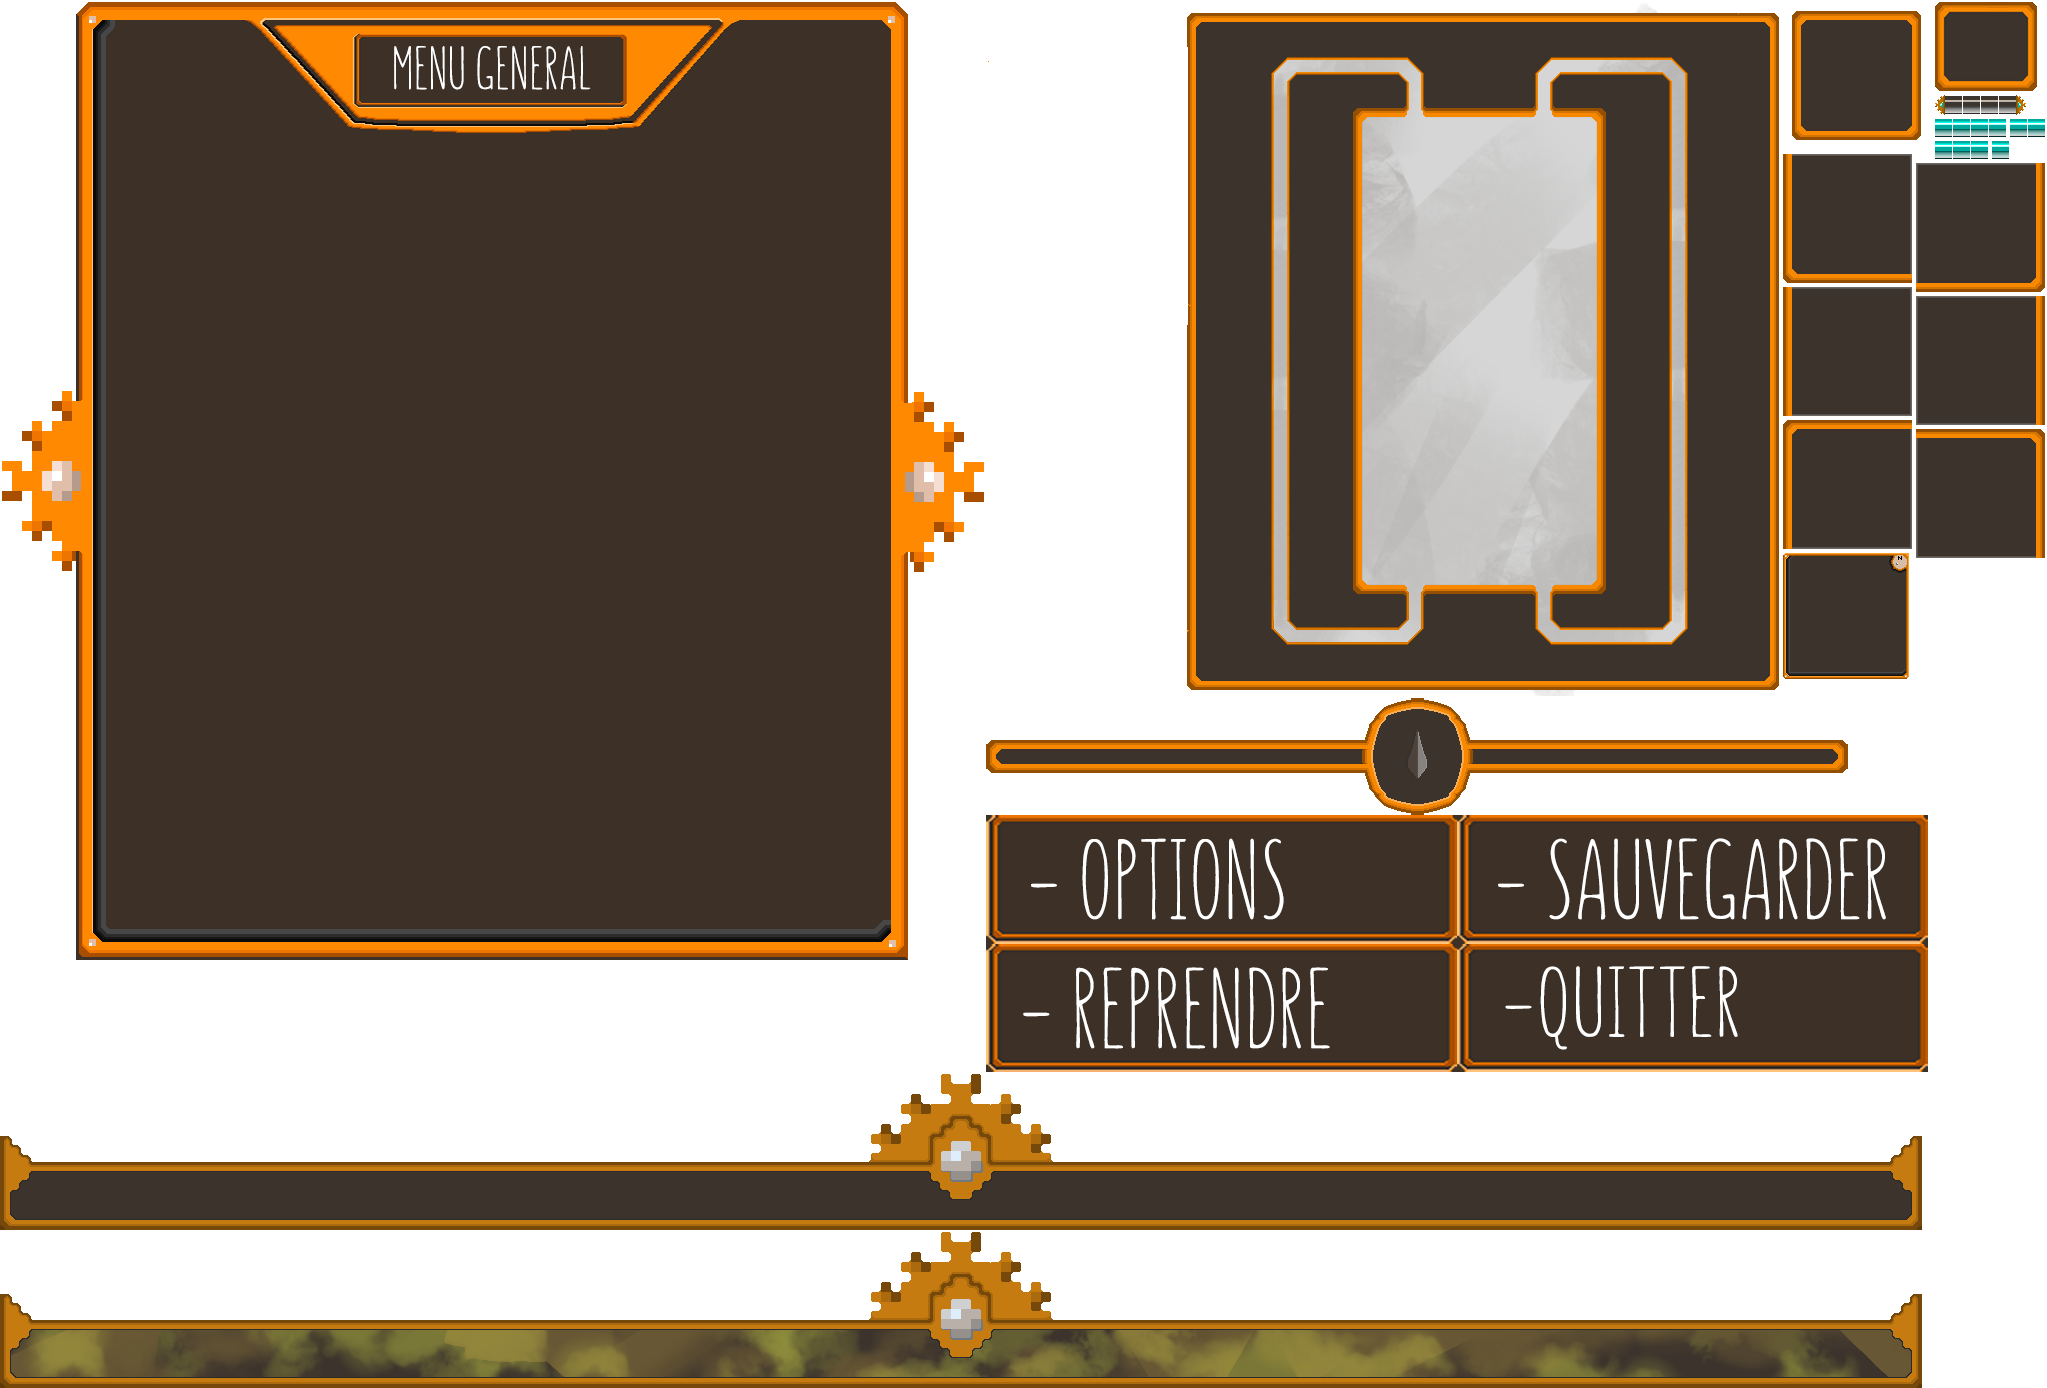 MENU GENERAL
N
- OPTIONS
- SAUVEGARDER
- REPRENDRE
-QUITTER